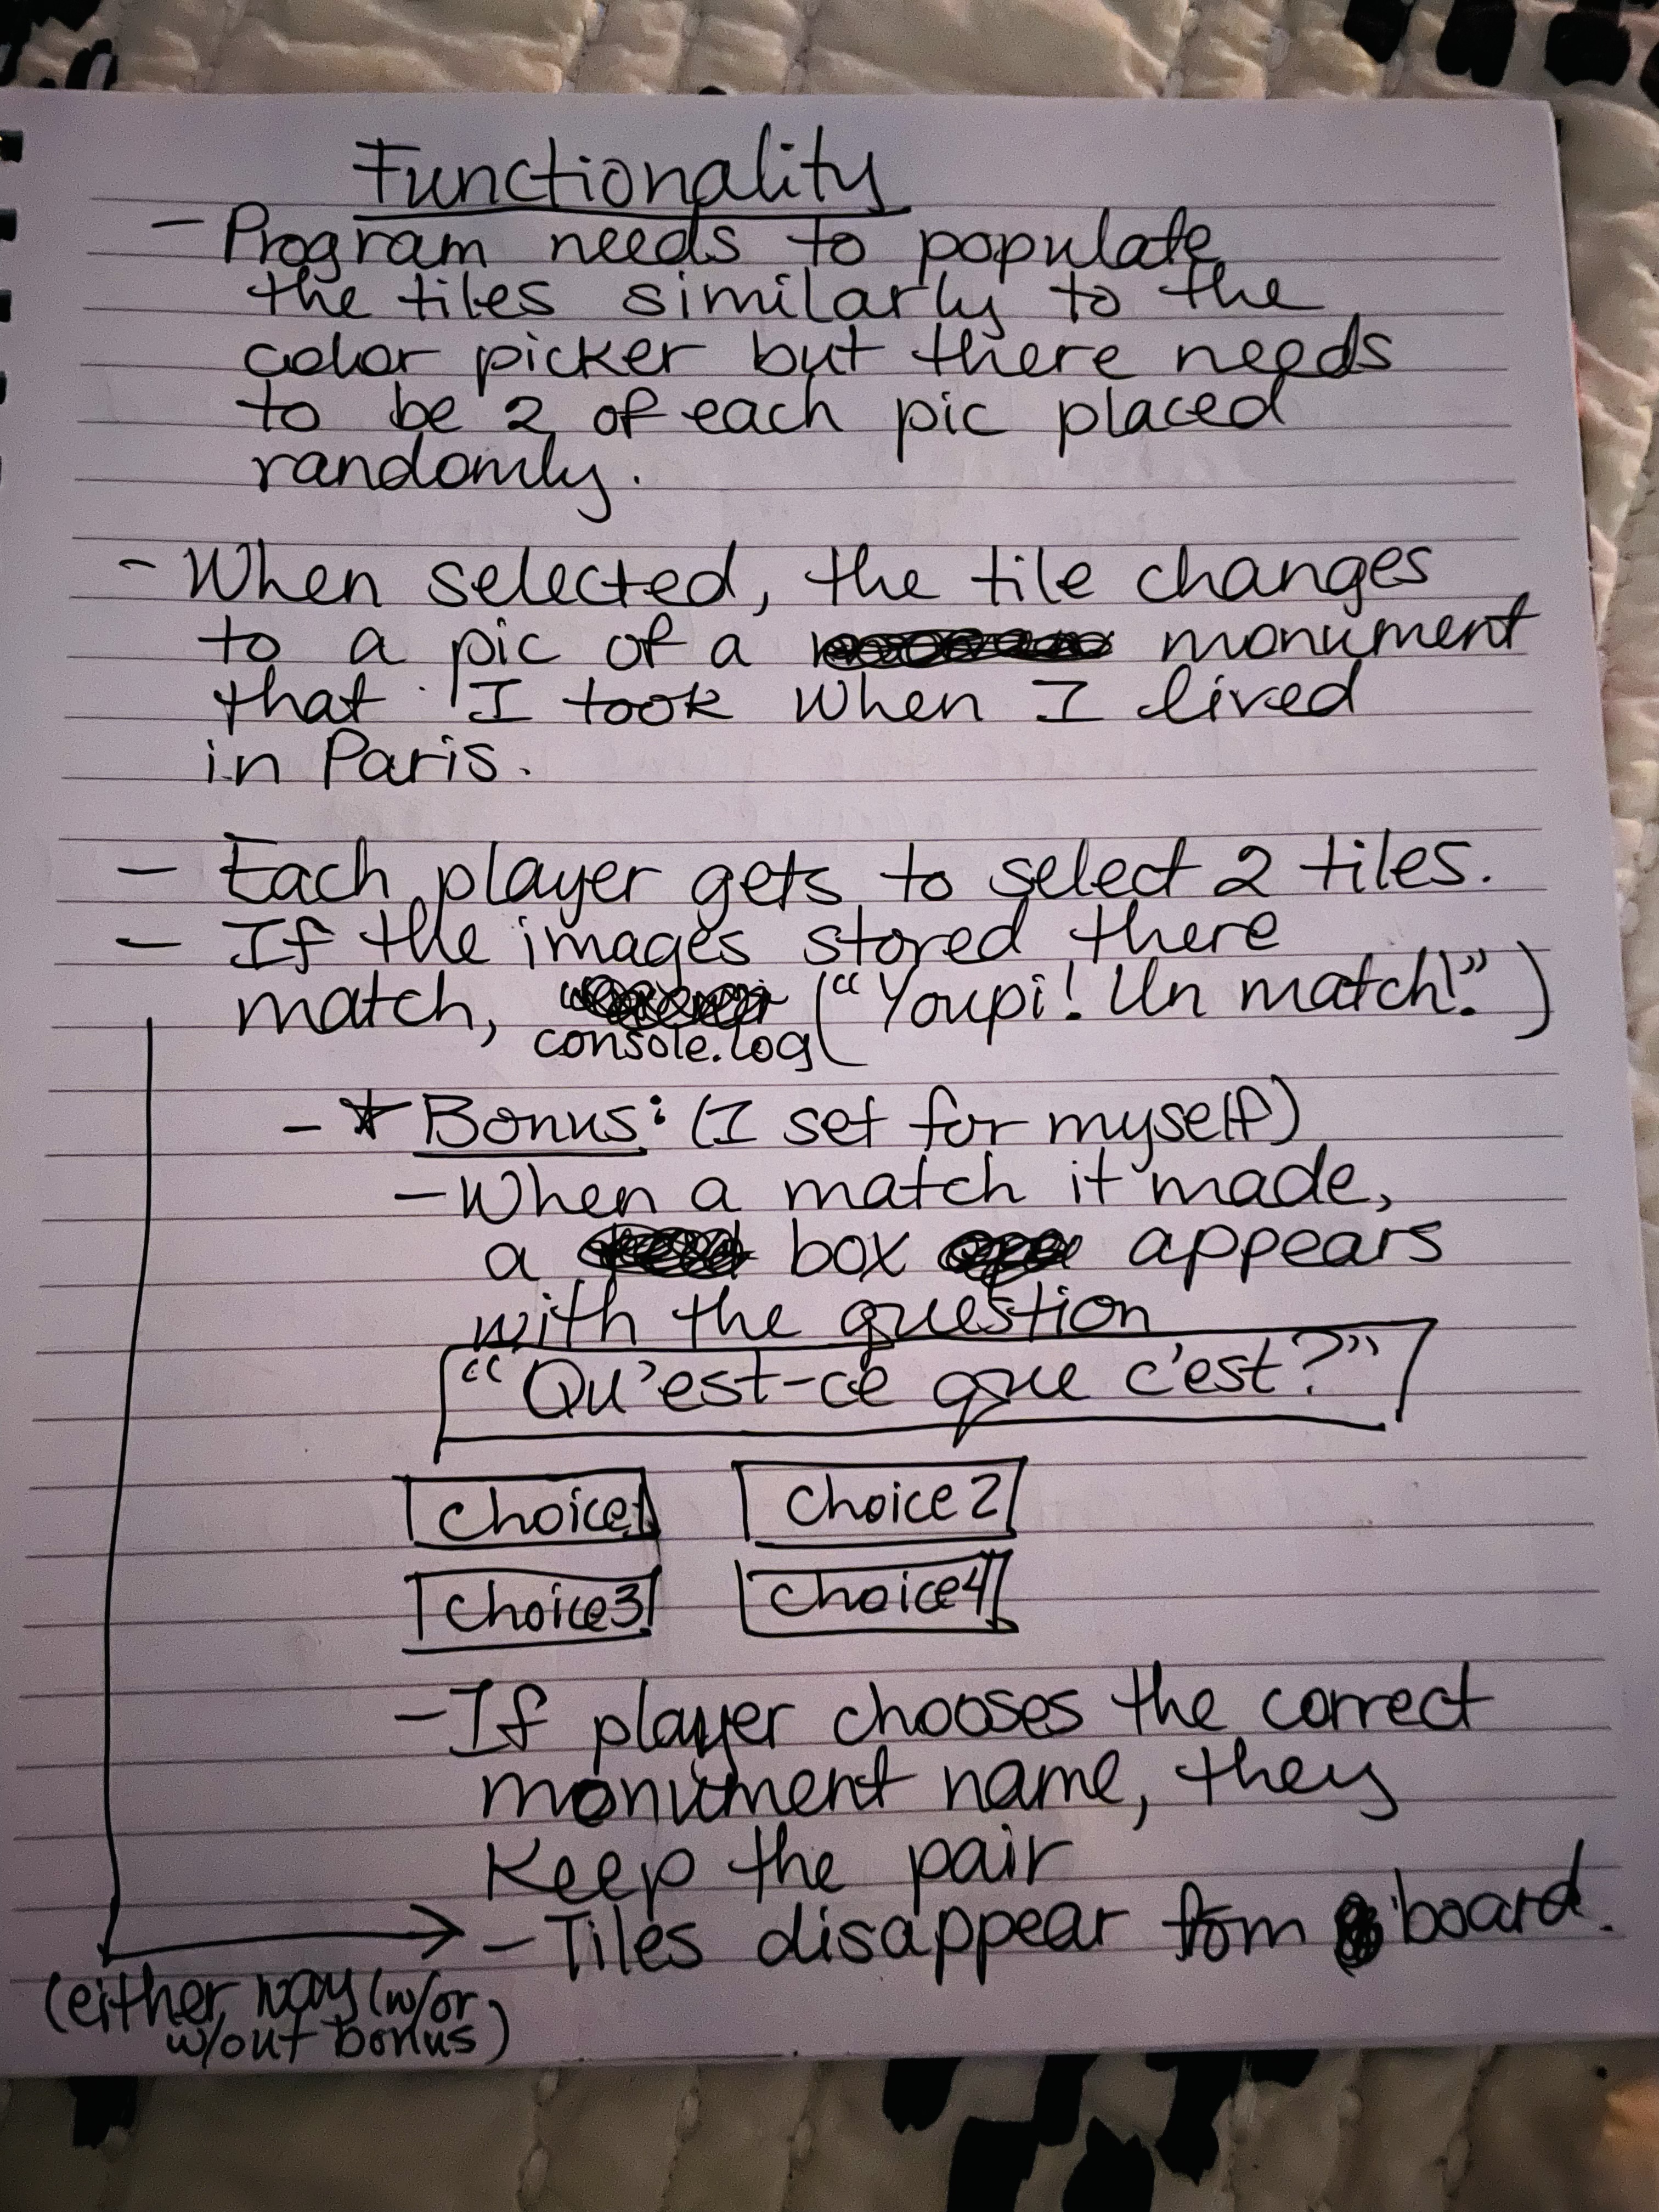 Functionality
- Program needs to populate
the tiles similarly to the
color picker but there needs
to be 2 of each pic placed
randomly.
- When selected, the tile changes
to a pic of a monument
that I took when I lived
in Paris.
- Each player gets to select 2 tiles.
- If the images stored there
match, console.log("Youpi! Un match!")
- ☆ Bonus: (I set for myself)
- When a match it made,
a box appears
with the question
"Qu'est-ce que c'est?"
Choice 1 Choice 2
Choice 3 Choice 4
- If player chooses the correct
monument name, they
keep the pair
→ - Tiles disappear from board.
(either way (w/or
w/out bonus)